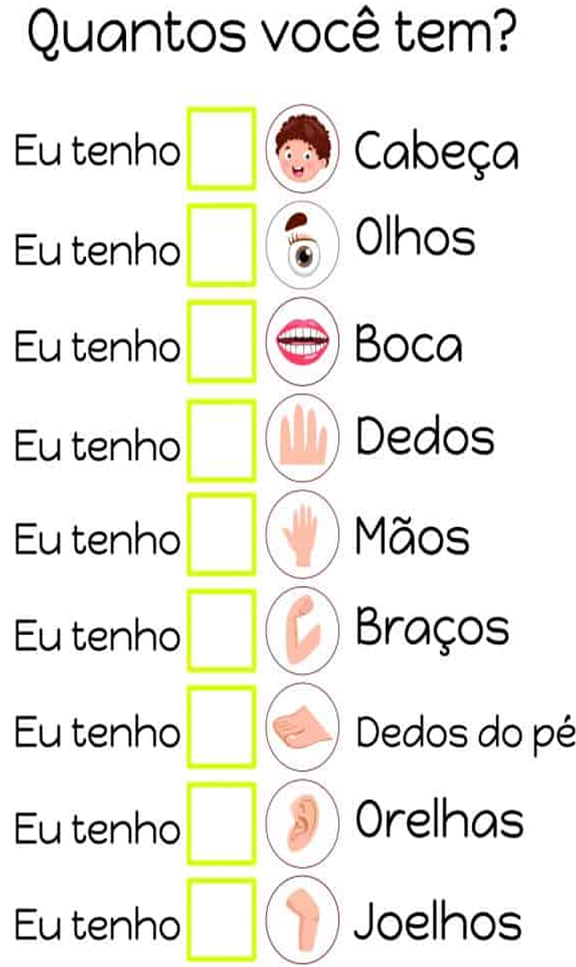 Quantos você tem?
Eu tenho Cabeça
Eu tenho Olhos
Eu tenho Boca
Eu tenho Dedos
Eu tenho Mãos
Eu tenho Braços
Eu tenho Dedos do pé
Eu tenho Orelhas
Eu tenho Joelhos